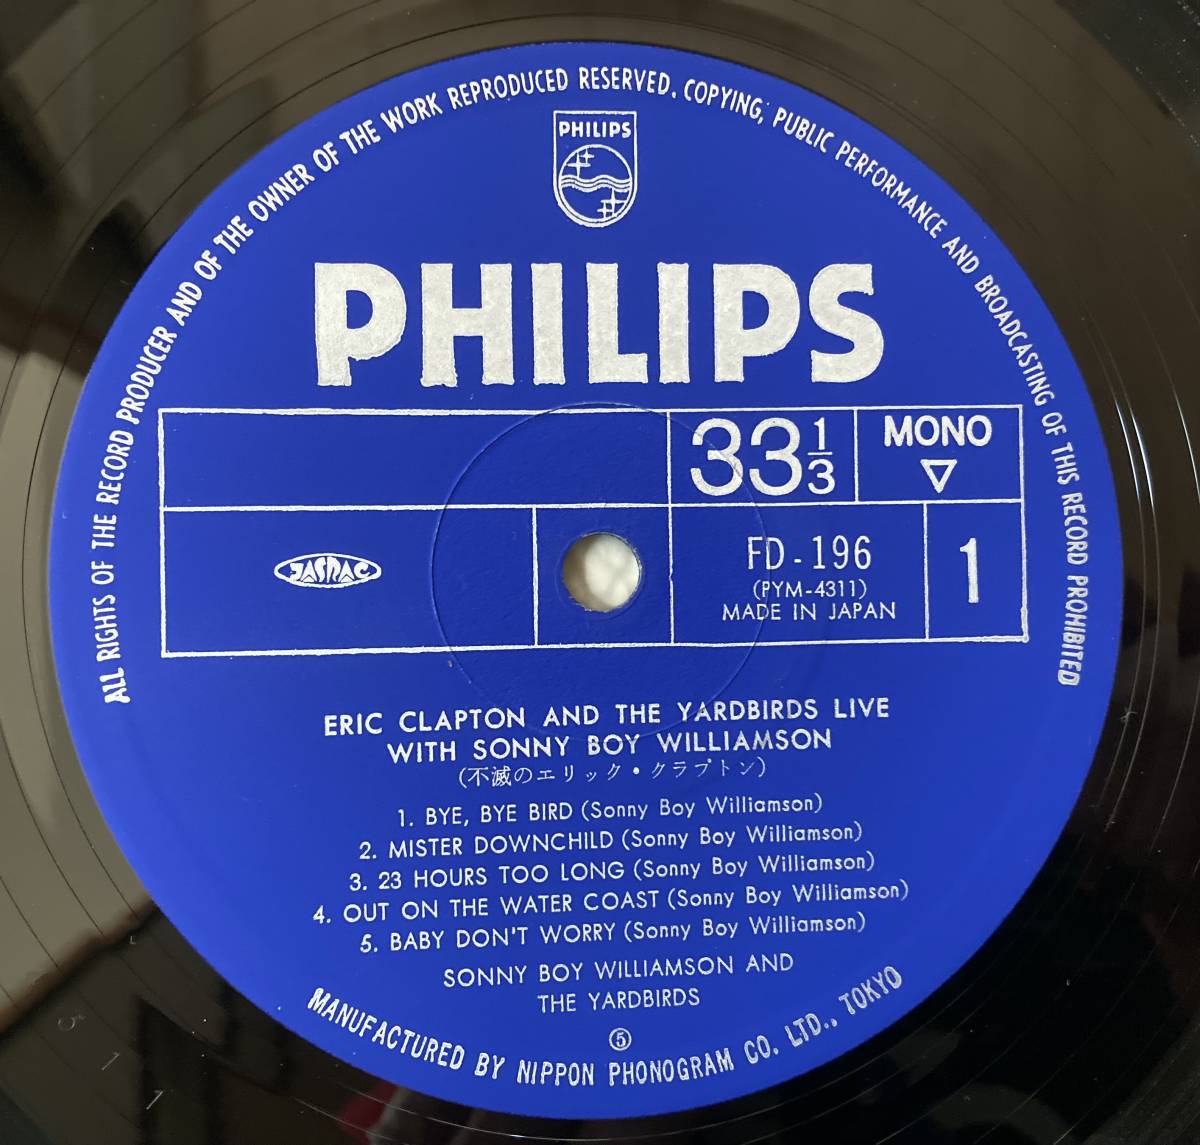 ALL RIGHTS OF THE RECORD PRODUCER AND OF THE OWNER OF THE WORK REPRODUCED RESERVED. COPYING, PUBLIC PERFORMANCE AND BROADCASTING OF THIS RECORD PROHIBITED
PHILIPS
PHILIPS
33 1/3
MONO
▽
JASRAC
FD-196
(PYM-4311)
MADE IN JAPAN
1
ERIC CLAPTON AND THE YARDBIRDS LIVE
WITH SONNY BOY WILLIAMSON
(不滅のエリック・クラプトン)
1. BYE, BYE BIRD (Sonny Boy Williamson)
2. MISTER DOWNCHILD (Sonny Boy Williamson)
3. 23 HOURS TOO LONG (Sonny Boy Williamson)
4. OUT ON THE WATER COAST (Sonny Boy Williamson)
5. BABY DON'T WORRY (Sonny Boy Williamson)
SONNY BOY WILLIAMSON AND
THE YARDBIRDS
⑤
MANUFACTURED BY NIPPON PHONOGRAM CO. LTD., TOKYO